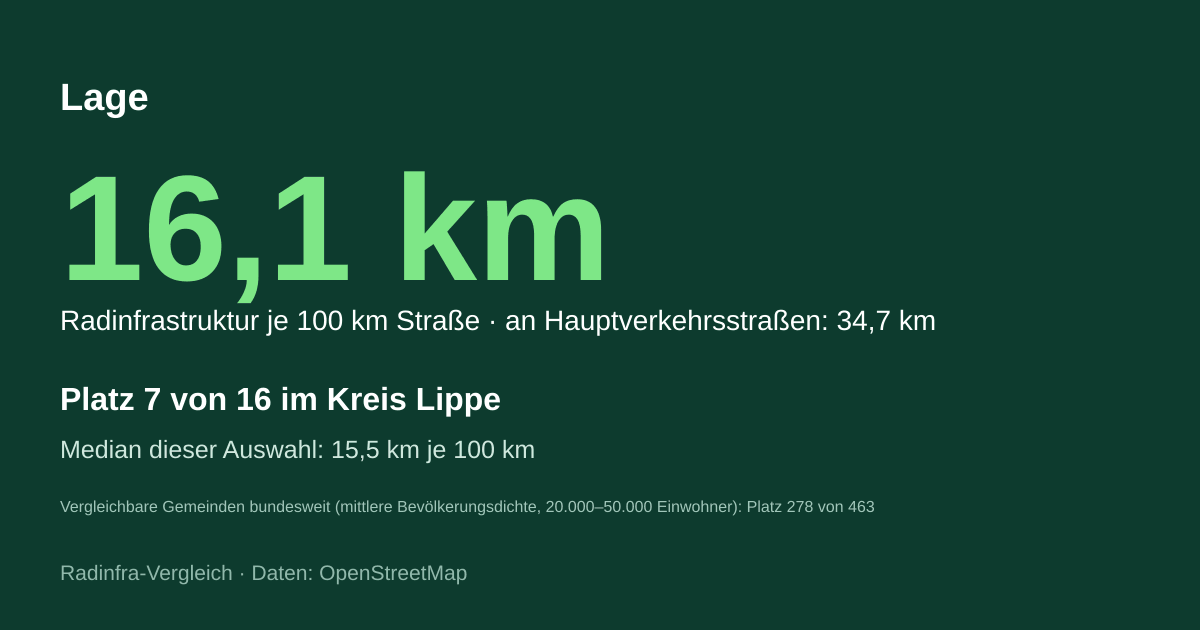 Lage
16,1 km
Radinfrastruktur je 100 km Straße · an Hauptverkehrsstraßen: 34,7 km
Platz 7 von 16 im Kreis Lippe
Median dieser Auswahl: 15,5 km je 100 km
Vergleichbare Gemeinden bundesweit (mittlere Bevölkerungsdichte, 20.000–50.000 Einwohner): Platz 278 von 463
Radinfra-Vergleich · Daten: OpenStreetMap